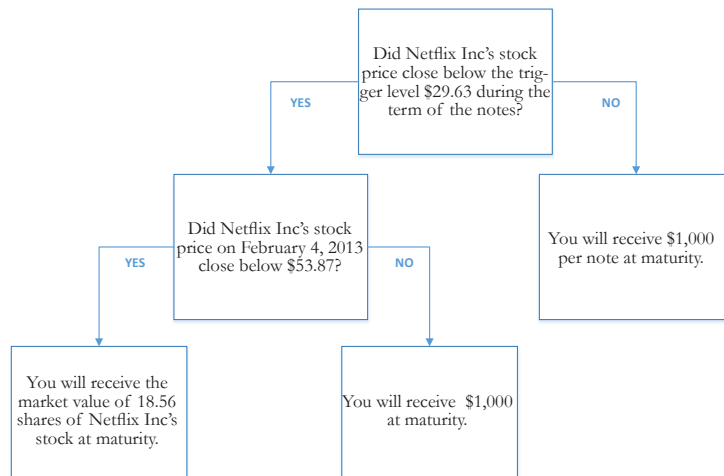 Did Netflix Inc's stock
price close below the trig-
ger level $29.63 during the
term of the notes?
YES
NO
Did Netflix Inc's stock
price on February 4, 2013
close below $53.87?
You will receive $1,000
per note at maturity.
YES
NO
You will receive the
market value of 18.56
shares of Netflix Inc's
stock at maturity.
You will receive $1,000
at maturity.